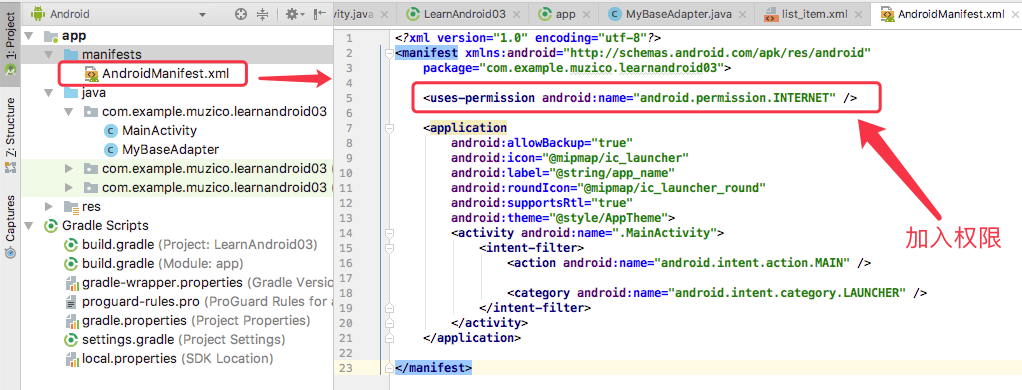 Android
1: Project
Z: Structure
Captures
app
manifests
AndroidManifest.xml
java
com.example.muzico.learnandroid03
MainActivity
MyBaseAdapter
com.example.muzico.learnandroid03
com.example.muzico.learnandroid03
res
Gradle Scripts
build.gradle (Project: LearnAndroid03)
build.gradle (Module: app)
gradle-wrapper.properties (Gradle Version
proguard-rules.pro (ProGuard Rules for a
gradle.properties (Project Properties)
settings.gradle (Project Settings)
local.properties (SDK Location)
ivity.java
LearnAndroid03
app
MyBaseAdapter.java
list_item.xml
AndroidManifest.xml
1 <?xml version="1.0" encoding="utf-8"?>
2 <manifest xmlns:android="http://schemas.android.com/apk/res/android"
3 package="com.example.muzico.learnandroid03">
4
5 <uses-permission android:name="android.permission.INTERNET" />
6
7 <application
8 android:allowBackup="true"
9 android:icon="@mipmap/ic_launcher"
10 android:label="@string/app_name"
11 android:roundIcon="@mipmap/ic_launcher_round"
12 android:supportsRtl="true"
13 android:theme="@style/AppTheme">
14 <activity android:name=".MainActivity">
15 <intent-filter>
16 <action android:name="android.intent.action.MAIN" />
17
18 <category android:name="android.intent.category.LAUNCHER" />
19 </intent-filter>
20 </activity>
21 </application>
22
23 </manifest>
加入权限